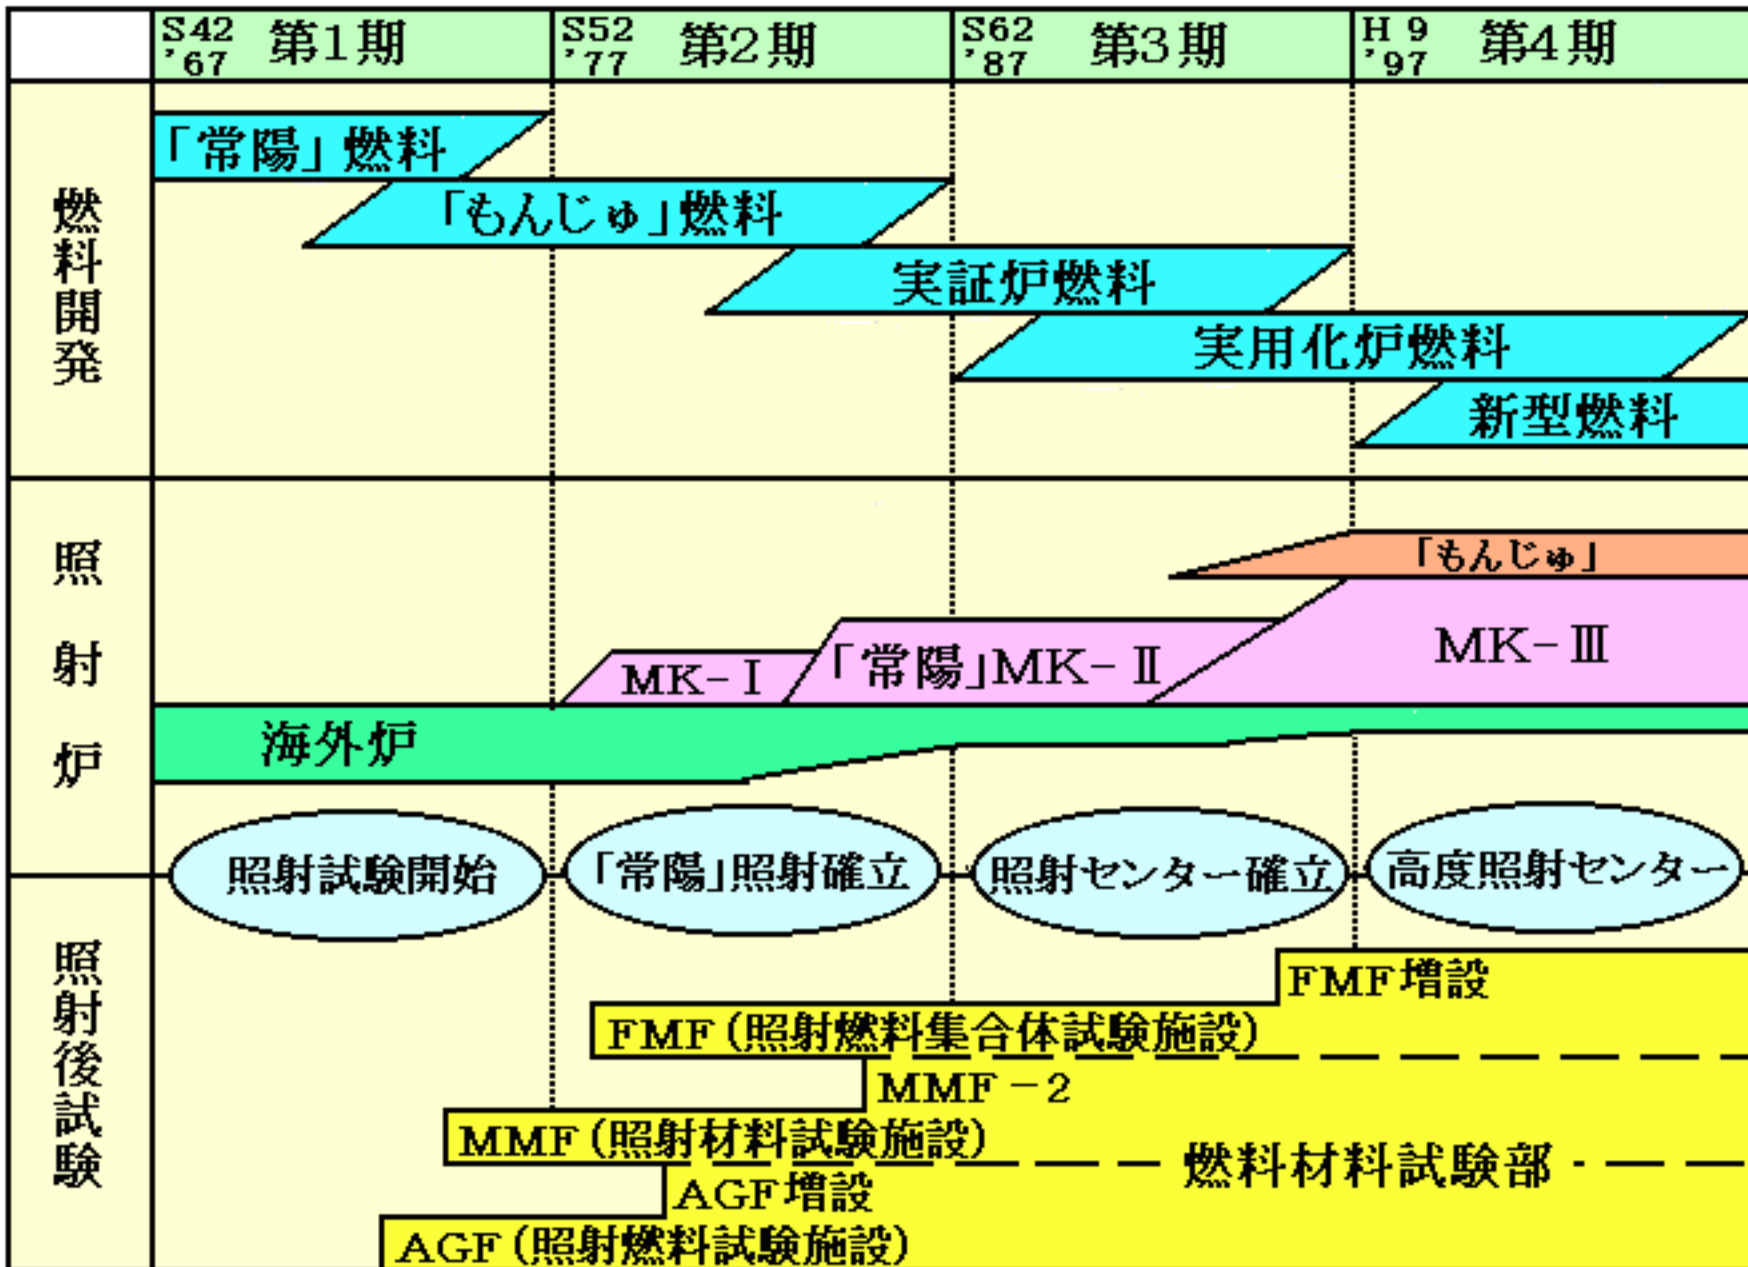 S42
'67
第1期
S52
'77
第2期
S62
'87
第3期
H 9
'97
第4期
燃料開発
「常陽」燃料
「もんじゅ」燃料
実証炉燃料
実用化炉燃料
新型燃料
照射炉
「もんじゅ」
MK-Ⅰ
「常陽」MK-Ⅱ
MK-Ⅲ
海外炉
照射試験開始
「常陽」照射確立
照射センター確立
高度照射センター
照射後試験
FMF増設
FMF(照射燃料集合体試験施設)
MMF-2
MMF(照射材料試験施設)
燃料材料試験部
AGF増設
AGF(照射燃料試験施設)